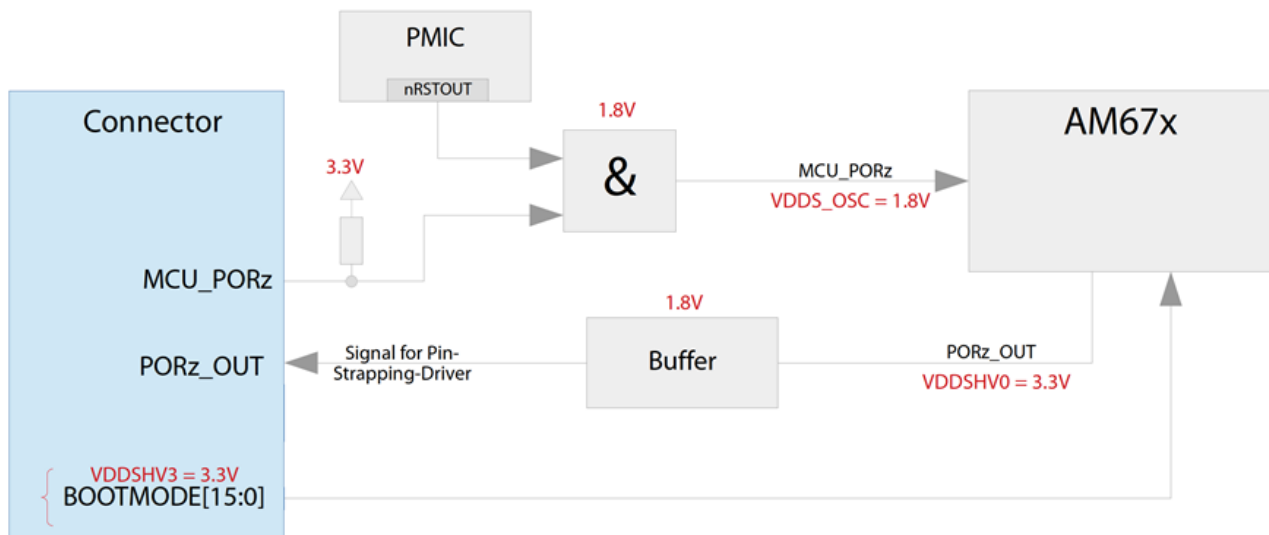 PMIC
nRSTOUT
Connector
1.8V
AM67x
3.3V
&
MCU_PORz
VDDS_OSC = 1.8V
MCU_PORz
1.8V
PORz_OUT
Signal for Pin-
Strapping-Driver
Buffer
PORz_OUT
VDDSHV0 = 3.3V
VDDSHV3 = 3.3V
BOOTMODE[15:0]